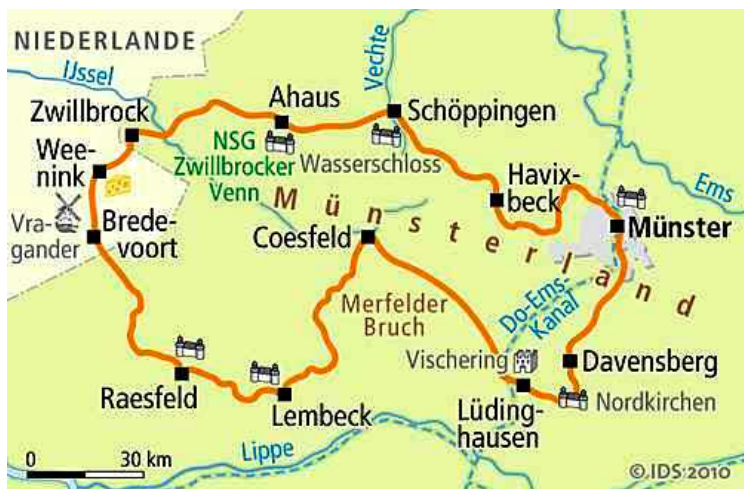 NIEDERLANDE
IJssel
Vechte
Zwillbrock
Ahaus
Schöppingen
NSG
Zwillbrocker
Venn
Wasserschloss
Wee-
nink
Havix-
beck
Ems
Münsterland
Vra-
gander
Brede-
voort
Coesfeld
Münster
Merfelder
Bruch
Do-Ems-
Kanal
Vischering
Davensberg
Raesfeld
Lembeck
Lüding-
hausen
Nordkirchen
Lippe
0 30 km
© IDS 2010